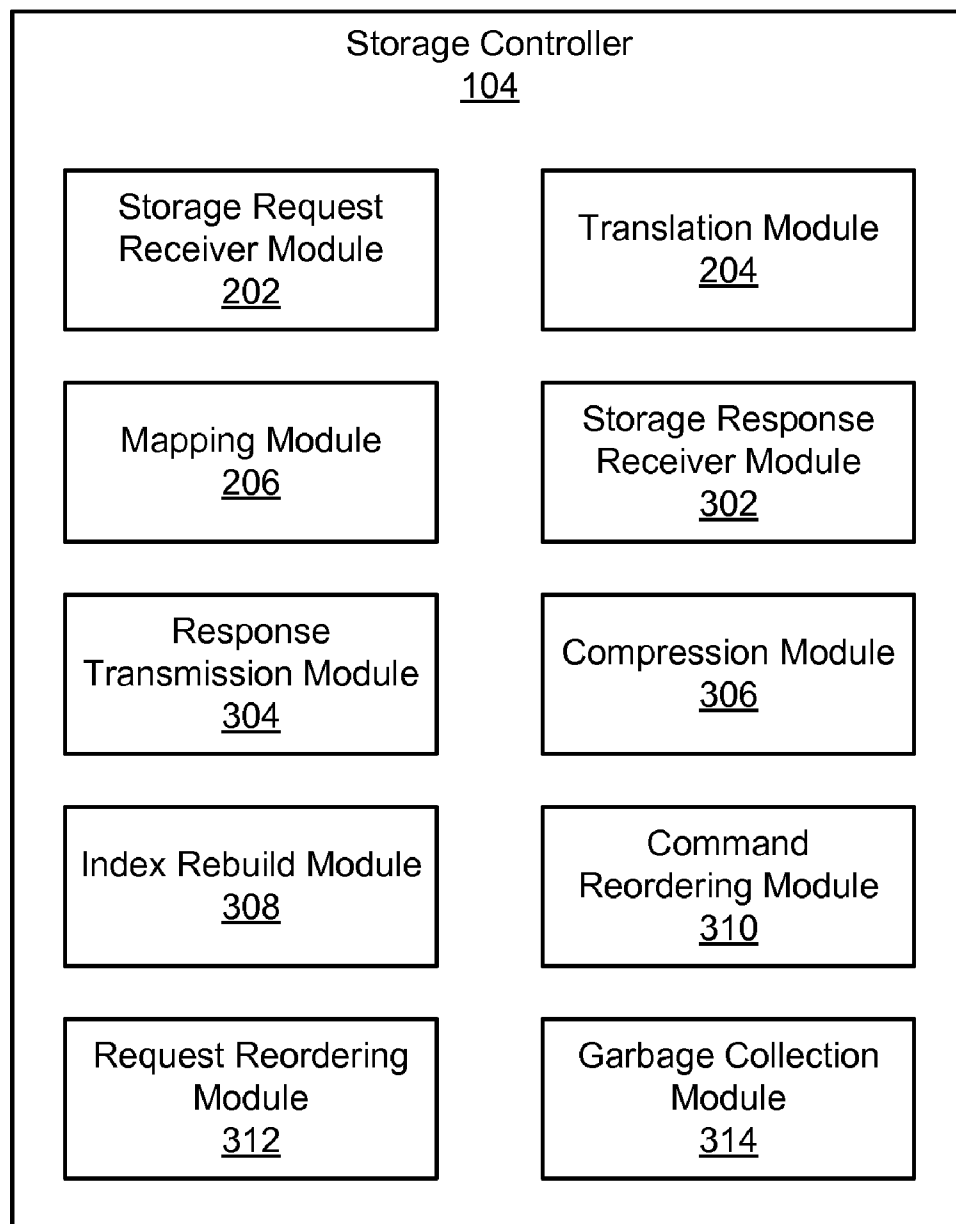 Storage Controller
104
Storage Request
Receiver Module
202
Translation Module
204
Mapping Module
206
Storage Response
Receiver Module
302
Response
Transmission Module
304
Compression Module
306
Index Rebuild Module
308
Command
Reordering Module
310
Request Reordering
Module
312
Garbage Collection
Module
314